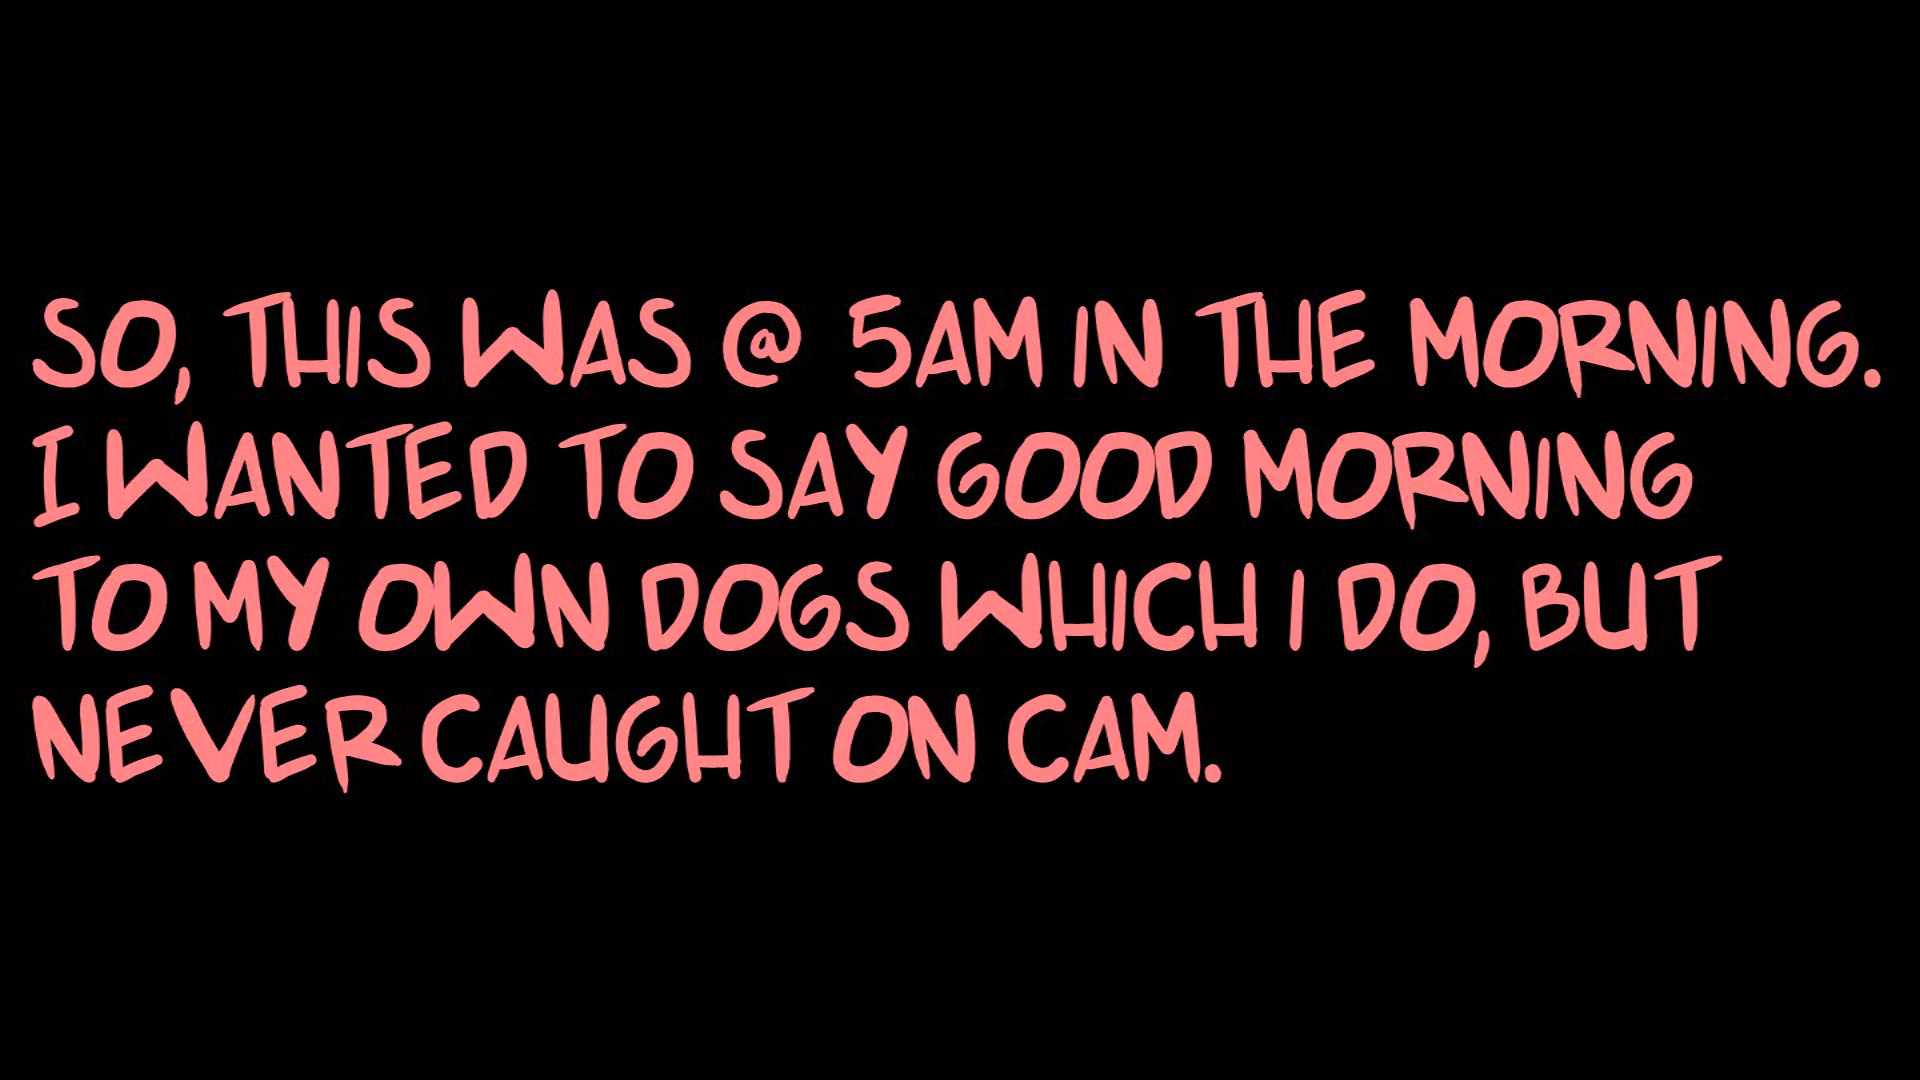 SO, THIS WAS @ 5AM IN THE MORNING.
I WANTED TO SAY GOOD MORNING
TO MY OWN DOGS WHICH I DO, BUT
NEVER CAUGHT ON CAM.